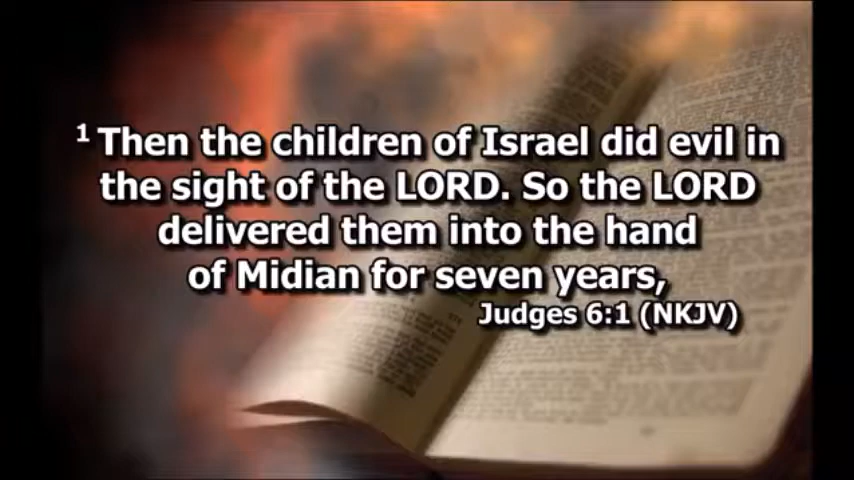 1 Then the children of Israel did evil in
the sight of the LORD. So the LORD
delivered them into the hand
of Midian for seven years,
Judges 6:1 (NKJV)